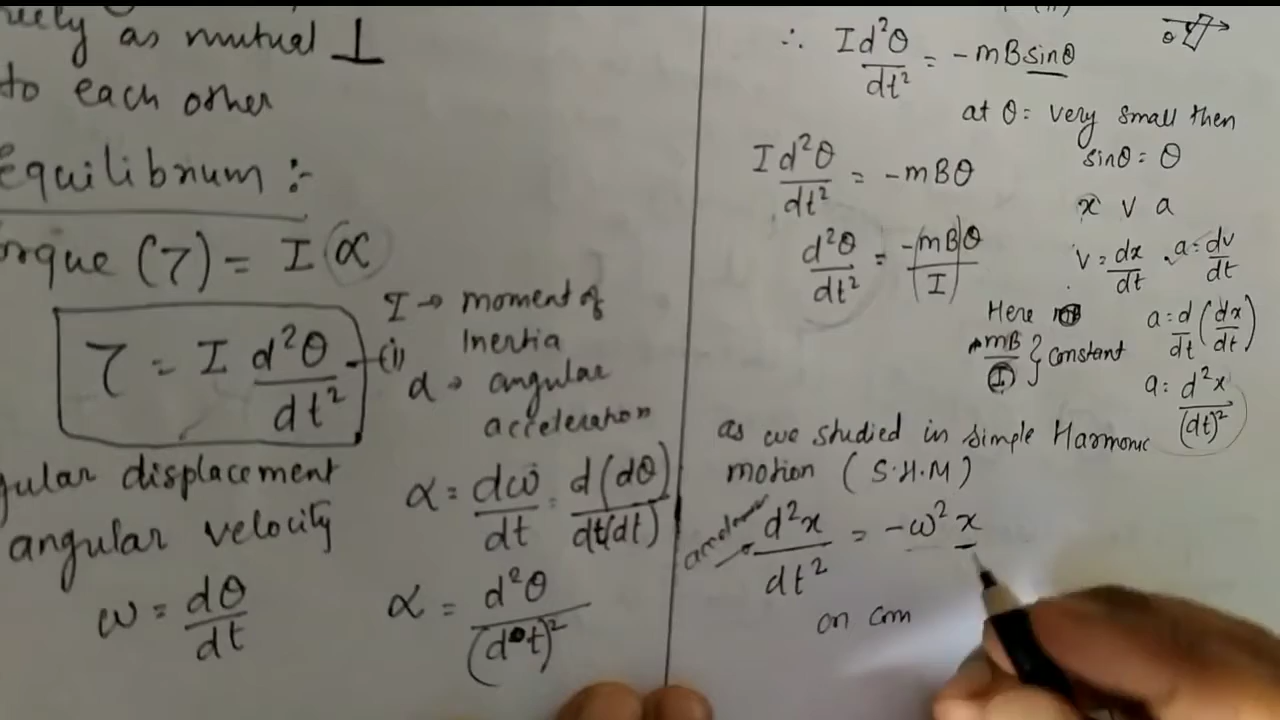 as mutual ⊥
to each other
equilibrium :-
(τ) = I α
τ = I d²θ/dt² - (i)
I → moment of
Inertia
α → angular
acceleration
displacement
angular velocity
ω = dθ/dt
α = dω/dt = d(dθ)/dt(dt)
α = d²θ/(dt)²
∴ I d²θ/dt² = - mB sinθ
θ
at θ = very small then
sinθ = θ
I d²θ/dt² = - mBθ
x v a
v = dx/dt , a = dv/dt
d²θ/dt² = -mBθ/I
Here
mB/I } constant
a = d/dt (dx/dt)
a = d²x/(dt)²
as we studied in simple Harmonic
motion ( S.H.M )
d²x/dt² = - ω² x
on com